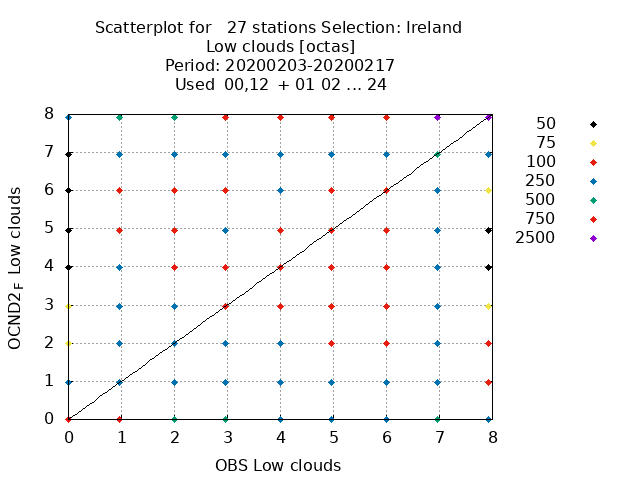 Scatterplot for   27 stations Selection: Ireland
Low clouds [octas]
Period: 20200203-20200217
Used  00,12  + 01 02 ... 24
8
7
6
5
4
3
2
1
0
OCND2F Low clouds
0 1 2 3 4 5 6 7 8
OBS Low clouds
50
75
100
250
500
750
2500